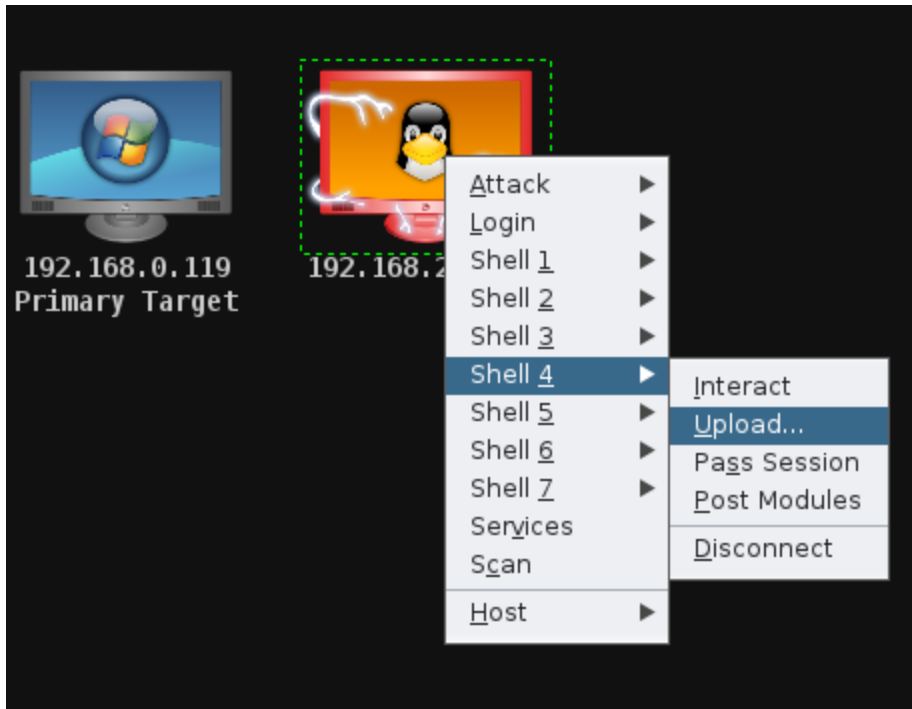 192.168.0.119
Primary Target
192.168.2
Attack
Login
Shell 1
Shell 2
Shell 3
Shell 4
Shell 5
Shell 6
Shell 7
Services
Scan
Host
Interact
Upload...
Pass Session
Post Modules
Disconnect